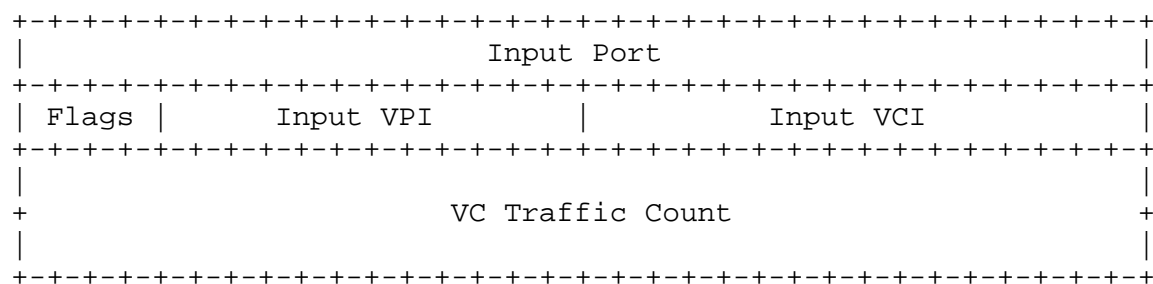 +-+-+-+-+-+-+-+-+-+-+-+-+-+-+-+-+-+-+-+-+-+-+-+-+-+-+-+-+-+-+-+-+
|                          Input Port                           |
+-+-+-+-+-+-+-+-+-+-+-+-+-+-+-+-+-+-+-+-+-+-+-+-+-+-+-+-+-+-+-+-+
| Flags |      Input VPI        |          Input VCI            |
+-+-+-+-+-+-+-+-+-+-+-+-+-+-+-+-+-+-+-+-+-+-+-+-+-+-+-+-+-+-+-+-+
|                                                               |
+                        VC Traffic Count                       +
|                                                               |
+-+-+-+-+-+-+-+-+-+-+-+-+-+-+-+-+-+-+-+-+-+-+-+-+-+-+-+-+-+-+-+-+